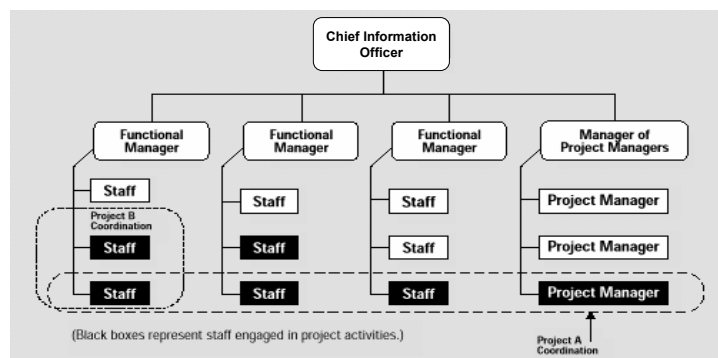 Chief Information
Officer
Functional
Manager
Functional
Manager
Functional
Manager
Manager of
Project Managers
Staff
Staff
Staff
Project Manager
Project B
Coordination
Staff
Staff
Staff
Project Manager
Staff
Staff
Staff
Project Manager
(Black boxes represent staff engaged in project activities.)
Project A
Coordination